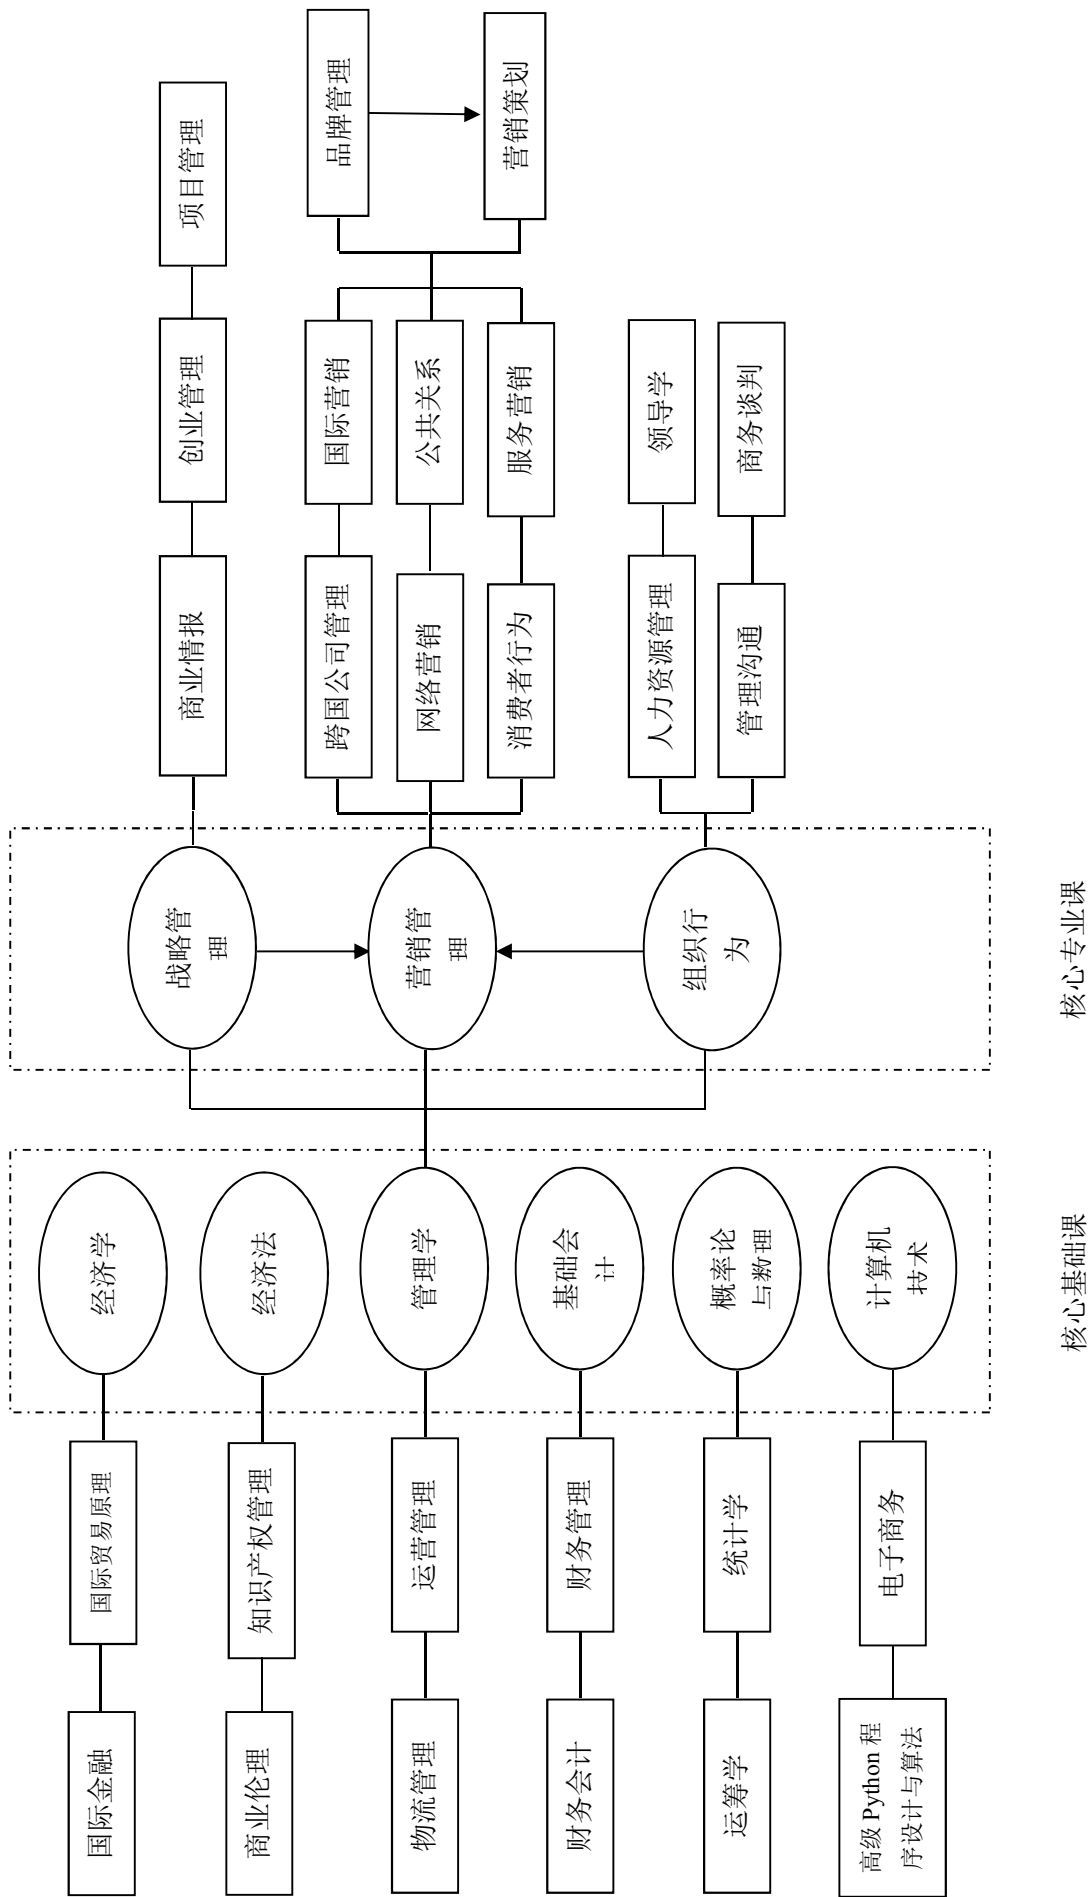 国际金融
国际贸易原理
经济学
战略管
理
商业情报
创业管理
项目管理
商业伦理
知识产权管理
经济法
跨国公司管理
国际营销
品牌管理
物流管理
运营管理
管理学
营销管
理
网络营销
公共关系
消费者行为
服务营销
营销策划
财务会计
财务管理
基础会
计
人力资源管理
领导学
运筹学
统计学
概率论
与数理
组织行
为
管理沟通
商务谈判
高级 Python 程
序设计与算法
电子商务
计算机
技术
核心基础课
核心专业课